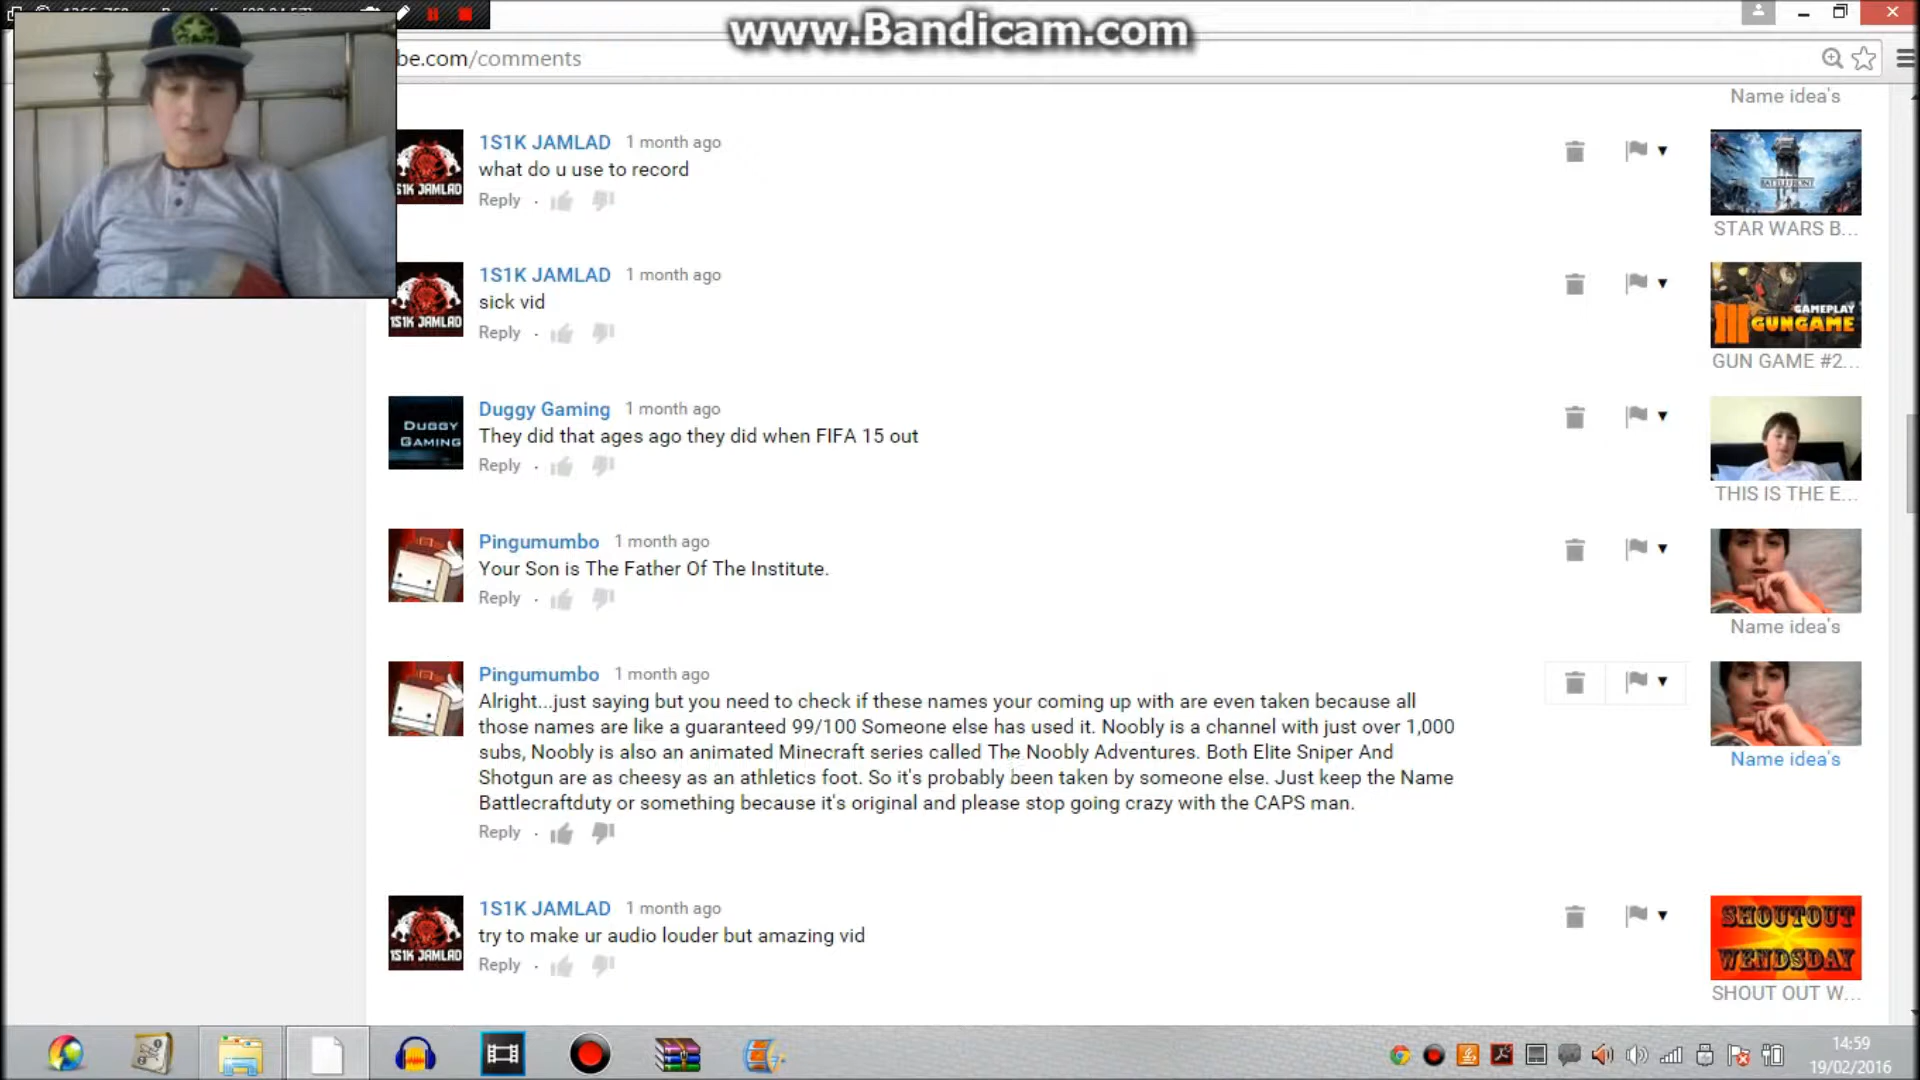 www.Bandicam.com
be.com/comments
Name idea's
1S1K JAMLAD 1 month ago
what do u use to record
Reply
1S1K JAMLAD
BATTLEFRONT
STAR WARS B...
1S1K JAMLAD 1 month ago
sick vid
Reply
1S1K JAMLAD
GAMEPLAY
III GUNGAME
GUN GAME #2...
Duggy Gaming 1 month ago
They did that ages ago they did when FIFA 15 out
Reply
DUGGY
GAMING
THIS IS THE E...
Pingumumbo 1 month ago
Your Son is The Father Of The Institute.
Reply
Name idea's
Pingumumbo 1 month ago
Alright...just saying but you need to check if these names your coming up with are even taken because all
those names are like a guaranteed 99/100 Someone else has used it. Noobly is a channel with just over 1,000
subs, Noobly is also an animated Minecraft series called The Noobly Adventures. Both Elite Sniper And
Shotgun are as cheesy as an athletics foot. So it's probably been taken by someone else. Just keep the Name
Battlecraftduty or something because it's original and please stop going crazy with the CAPS man.
Reply
Name idea's
1S1K JAMLAD 1 month ago
try to make ur audio louder but amazing vid
Reply
1S1K JAMLAD
SHOUTOUT
WENDSDAY
SHOUT OUT W...
14:59
19/02/2016